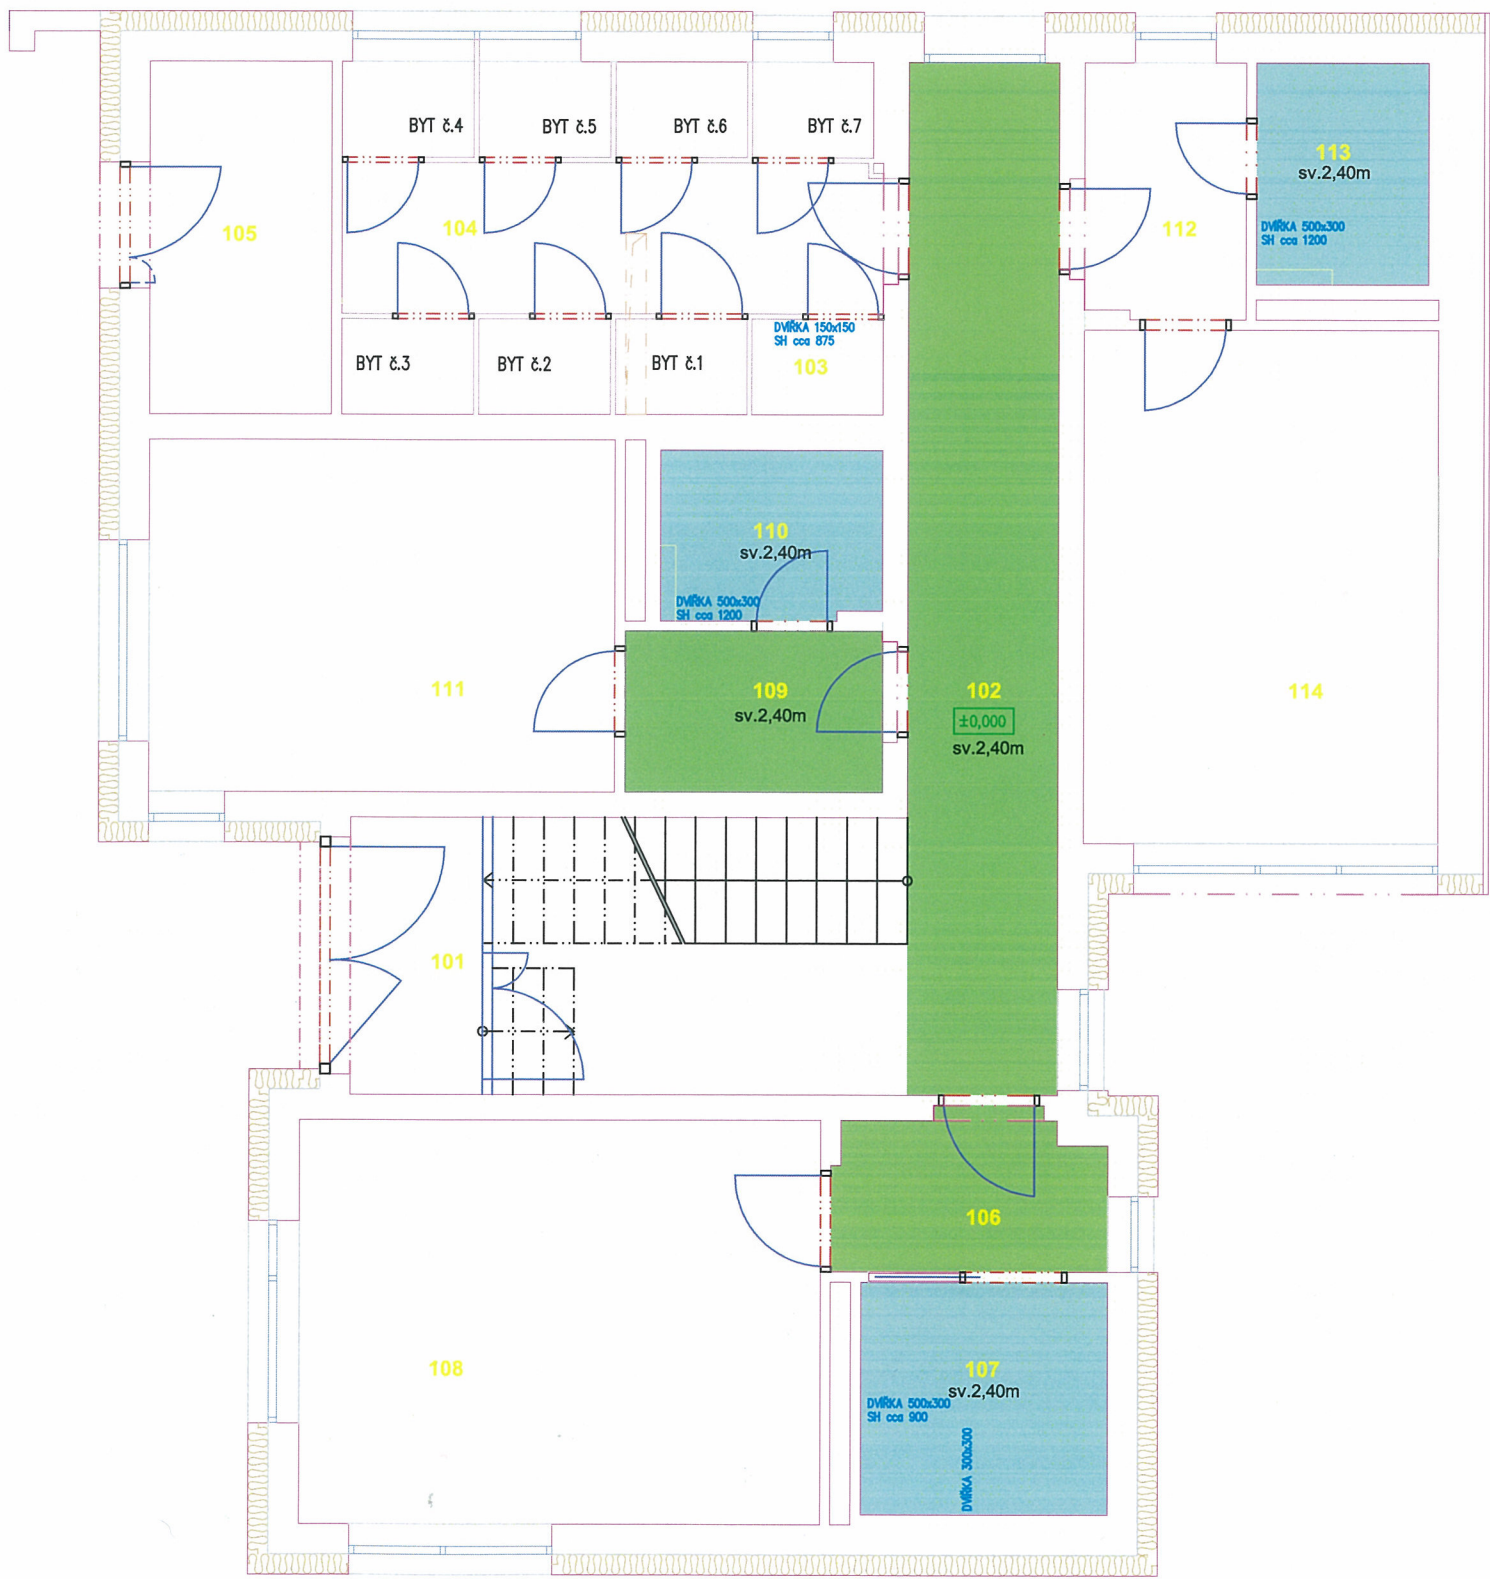 BYT č.4
BYT č.5
BYT č.6
BYT č.7
113
sv.2,40m
DVÍŘKA 500x300
SH cca 1200
105
104
112
DVÍŘKA 150x150
SH cca 875
103
BYT č.3
BYT č.2
BYT č.1
110
sv.2,40m
DVÍŘKA 500x300
SH cca 1200
111
109
sv.2,40m
102
±0,000
sv.2,40m
114
101
106
108
107
sv.2,40m
DVÍŘKA 500x300
SH cca 900
DVÍŘKA 300x300